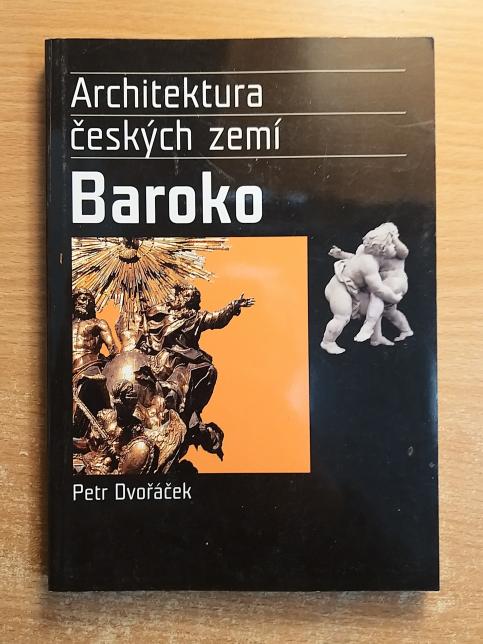 Architektura
českých zemí
Baroko
Petr Dvořáček